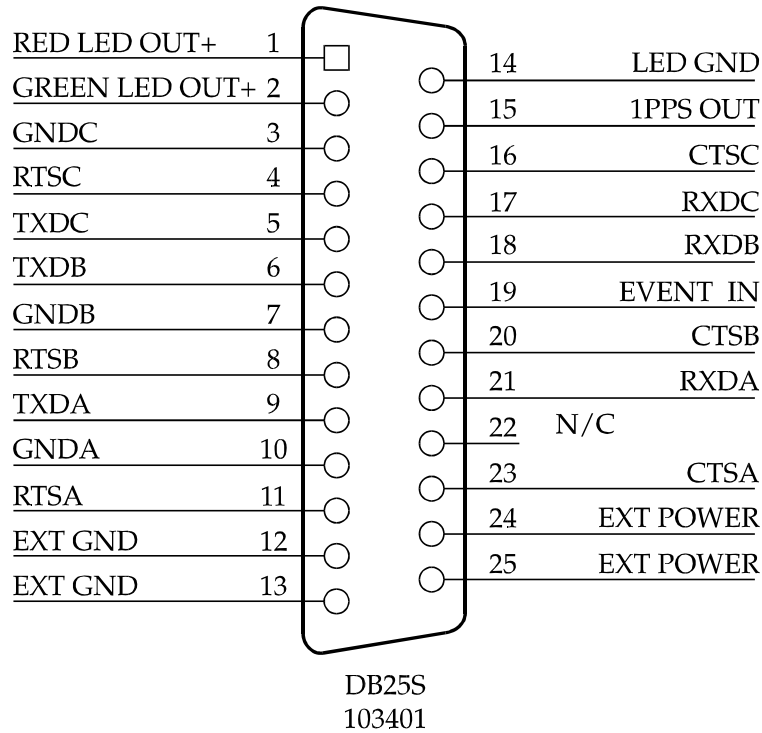 RED LED OUT+ 1
GREEN LED OUT+ 2
GNDC 3
RTSC 4
TXDC 5
TXDB 6
GNDB 7
RTSB 8
TXDA 9
GNDA 10
RTSA 11
EXT GND 12
EXT GND 13
14 LED GND
15 1PPS OUT
16 CTSC
17 RXDC
18 RXDB
19 EVENT IN
20 CTSB
21 RXDA
22 N/C
23 CTSA
24 EXT POWER
25 EXT POWER
DB25S
103401